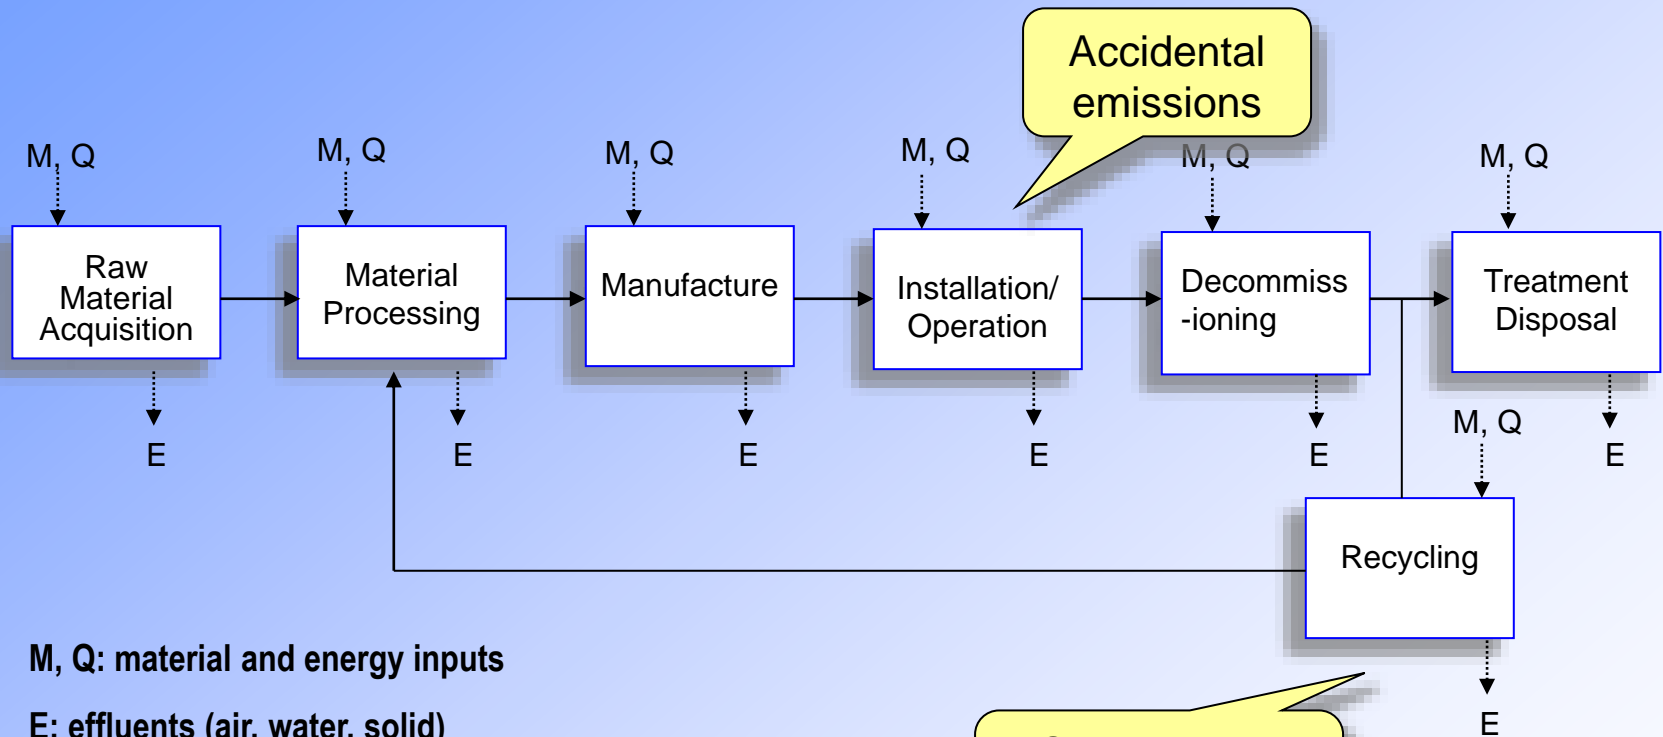 Accidental
emissions
M, Q
M, Q
M, Q
M, Q
M, Q
M, Q
Raw
Material
Acquisition
Material
Processing
Manufacture
Installation/
Operation
Decommiss
-ioning
Treatment
Disposal
E
E
E
E
E
E
M, Q
Recycling
E
M, Q: material and energy inputs
E: effluents (air, water, solid)